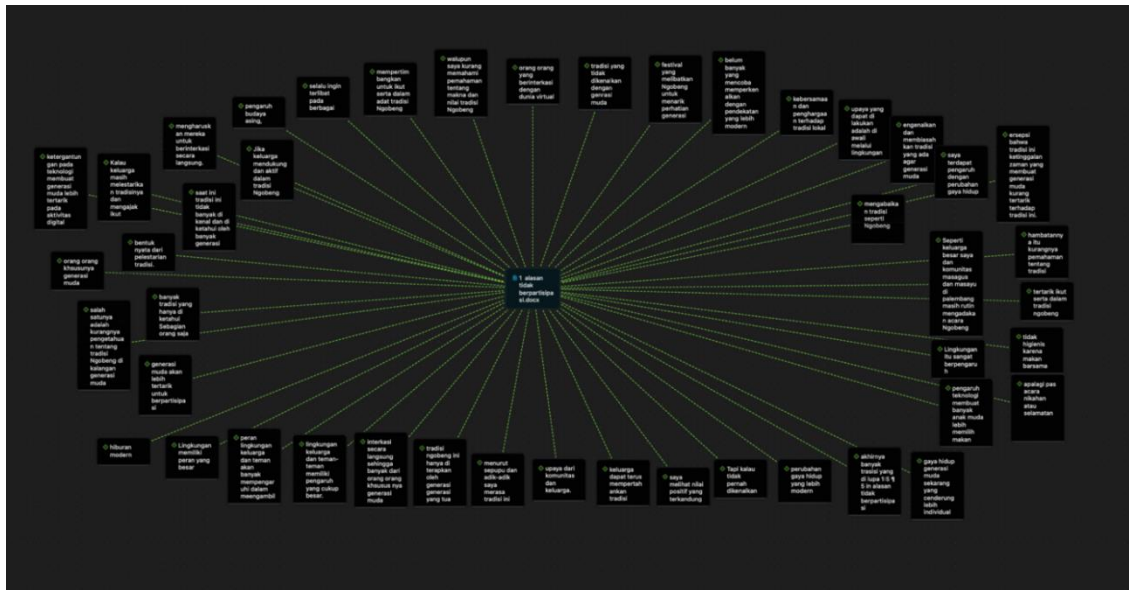 ketergantun
gan pada
teknologi
membuat
generasi
muda lebih
tertarik
pada
aktivitas
digital
Kalau
keluarga
masih
melestarika
n tradisinya
dan
mengajak
ikut
mengharusk
an mereka
untuk
berinteraksi
secara
langsung.
pengaruh
budaya
asing,
Jika
keluarga
mendukung
dan aktif
dalam
tradisi
Ngobeng
saat ini
tradisi ini
tidak
banyak di
kenal dan di
ketahui oleh
banyak
generasi
selalu ingin
terlibat
pada
berbagai
mempertim
bangkan
untuk ikut
serta dalam
adat tradisi
Ngobeng
walupun
saya kurang
memahami
pemahaman
tentang
makna dan
nilai tradisi
Ngobeng
orang srang
yang
berinterkasi
dengan
dunia virtual
tradisi yang
tidak
dikenalkan
dengan
genrasi
muda
festival
yang
melibatkan
Ngobeng
untuk
menarik
perhatian
generasi
belum
banyak
yang
mencoba
memperken
alkan
dengan
pendekatan
yang lebih
modern
kebersamaa
n dan
penghargaa
n terhadap
tradisi lokal
upaya yang
dapat di
lakukan
adalah di
awali
melalui
lingkungan
engenalkan
dan
membiasah
kan tradisi
yang ada
agar
generasi
muda
saya
terdapat
pengaruh
dengan
perubahan
gaya hidup
ersepsi
bahwa
tradisi ini
ketinggalan
zaman yang
membuat
generasi
muda
kurang
tertarik
terhadap
tradisi ini.
mengabaika
n tradisi
seperti
Ngobeng
bentuk
nyata dari
pelestarian
tradisi.
orang orang
khsusunya
generasi
muda
banyak
tradisi yang
hanya di
ketahui
Sebagian
orang saja
salah
satunya
adalah
kurangnya
pengetahua
n tentang
tradisi
Ngobeng di
kalangan
generasi
muda
generasi
muda akan
lebih
tertarik
untuk
berpartisipa
si
1 alasan
tidak
berpartisipa
si.docx
Seperti
keluarga
besar saya
dan
komunitas
masagus
dan masayu
di
palembang
masih rutin
mengadaka
n acara
Ngobeng
hambatanny
a itu
kurangnya
pemahaman
tentang
tradisi
tertarik ikut
serta dalam
tradisi
ngobeng
tidak
higienis
karena
makan
barsama
Lingkungan
itu sangat
berpengaru
h
pengaruh
teknologi
membuat
banyak
anak muda
lebih
memilih
makan
apalagi pas
acara
nikahan
atau
selamatan
hiburan
modern
Lingkungan
memiliki
peran yang
besar
peran
lingkungan
keluarga
dan teman
akan
banyak
mempengar
uhi dalam
meengambil
lingkungan
keluarga
dan teman-
teman
memiliki
pengaruh
yang cukup
besar.
interkasi
secara
langsung
sehingga
banyak dari
orang orang
khusus nya
generasi
muda
tradisi
ngobeng ini
hanya di
terapkan
oleh
generasi
generasi
yang tua
menurut
sepupu dan
adik-adik
saya
merasa
tradisi ini
upaya dari
komunitas
dan
keluarga.
keluarga
dapat terus
mempertah
ankan
tradisi
saya
melihat nilai
positif yang
terkandung
Tapi kalau
tidak
pernah
dikenalkan
perubahan
gaya hidup
yang lebih
modern
akhirnya
banyak
trasisi yang
di lupa 1:5 ¶
5 in alasan
tidak
berpartisipa
si
gaya hidup
generasi
muda
sekarang
yang
cenderung
lebih
individual